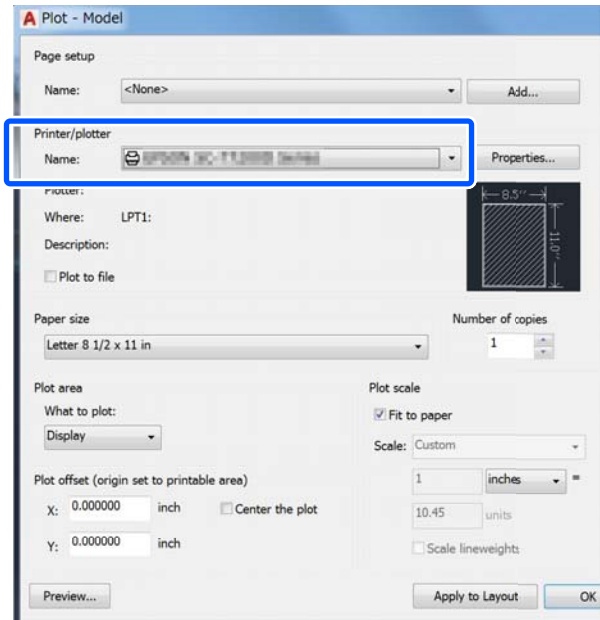 Plot - Model
Page setup
Name: <None> Add...
Printer/plotter
Name: Properties...
Plotter:
Where: LPT1:
Description:
Plot to file
8.5''
11.0''
Paper size
Number of copies
Letter 8 1/2 x 11 in
1
Plot area
Plot scale
What to plot:
Fit to paper
Display
Scale: Custom
Plot offset (origin set to printable area)
1 inches =
X: 0.000000 inch Center the plot
10.45 units
Y: 0.000000 inch
Scale lineweights
Preview... Apply to Layout OK